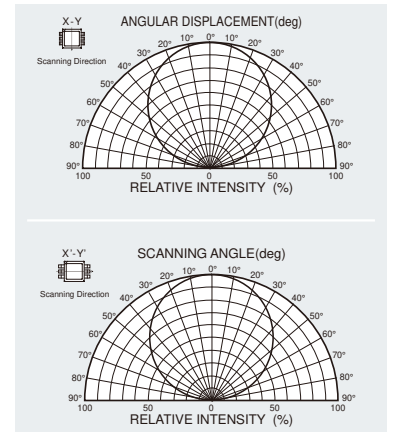 X-Y
Scanning Direction
ANGULAR DISPLACEMENT(deg)
30° 20° 10° 0° 10° 20° 30°
40° 40°
50° 50°
60° 60°
70° 70°
80° 80°
90° 90°
100 50 0 50 100
RELATIVE INTENSITY (%)
X'-Y'
Scanning Direction
SCANNING ANGLE(deg)
30° 20° 10° 0° 10° 20° 30°
40° 40°
50° 50°
60° 60°
70° 70°
80° 80°
90° 90°
100 50 0 50 100
RELATIVE INTENSITY (%)